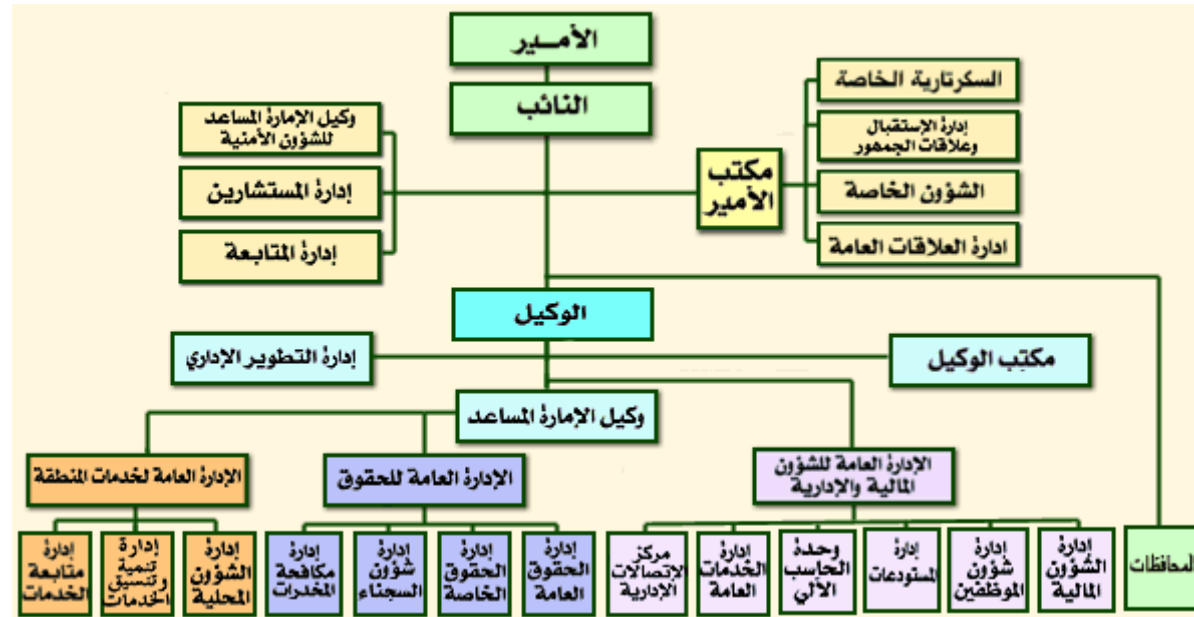 الأمـير
النائب
السكرتارية الخاصة
إدارة الإستقبال
وعلاقات الجمهور
الشؤون الخاصة
ادارة العلاقات العامة
مكتب
الأمير
وكيل الإمارة المساعد
للشؤون الأمنية
إدارة المستشارين
إدارة المتابعة
الوكيل
مكتب الوكيل
إدارة التطوير الإداري
وكيل الإمارة المساعد
الإدارة العامة للشؤون
المالية والإدارية
الإدارة العامة للحقوق
الإدارة العامة لخدمات المنطقة
المحافظات
إدارة
الشؤون
المالية
إدارة
شؤون
الموظفين
إدارة
المستودعات
وحدة
الحاسب
الآلي
إدارة
الخدمات
العامة
مركز
الإتصالات
الإدارية
إدارة
الحقوق
العامة
إدارة
الحقوق
الخاصة
إدارة
شؤون
السجناء
إدارة
مكافحة
المخدرات
إدارة
الشؤون
المحلية
إدارة
تنمية
وتنسيق
الخدمات
إدارة
متابعة
الخدمات